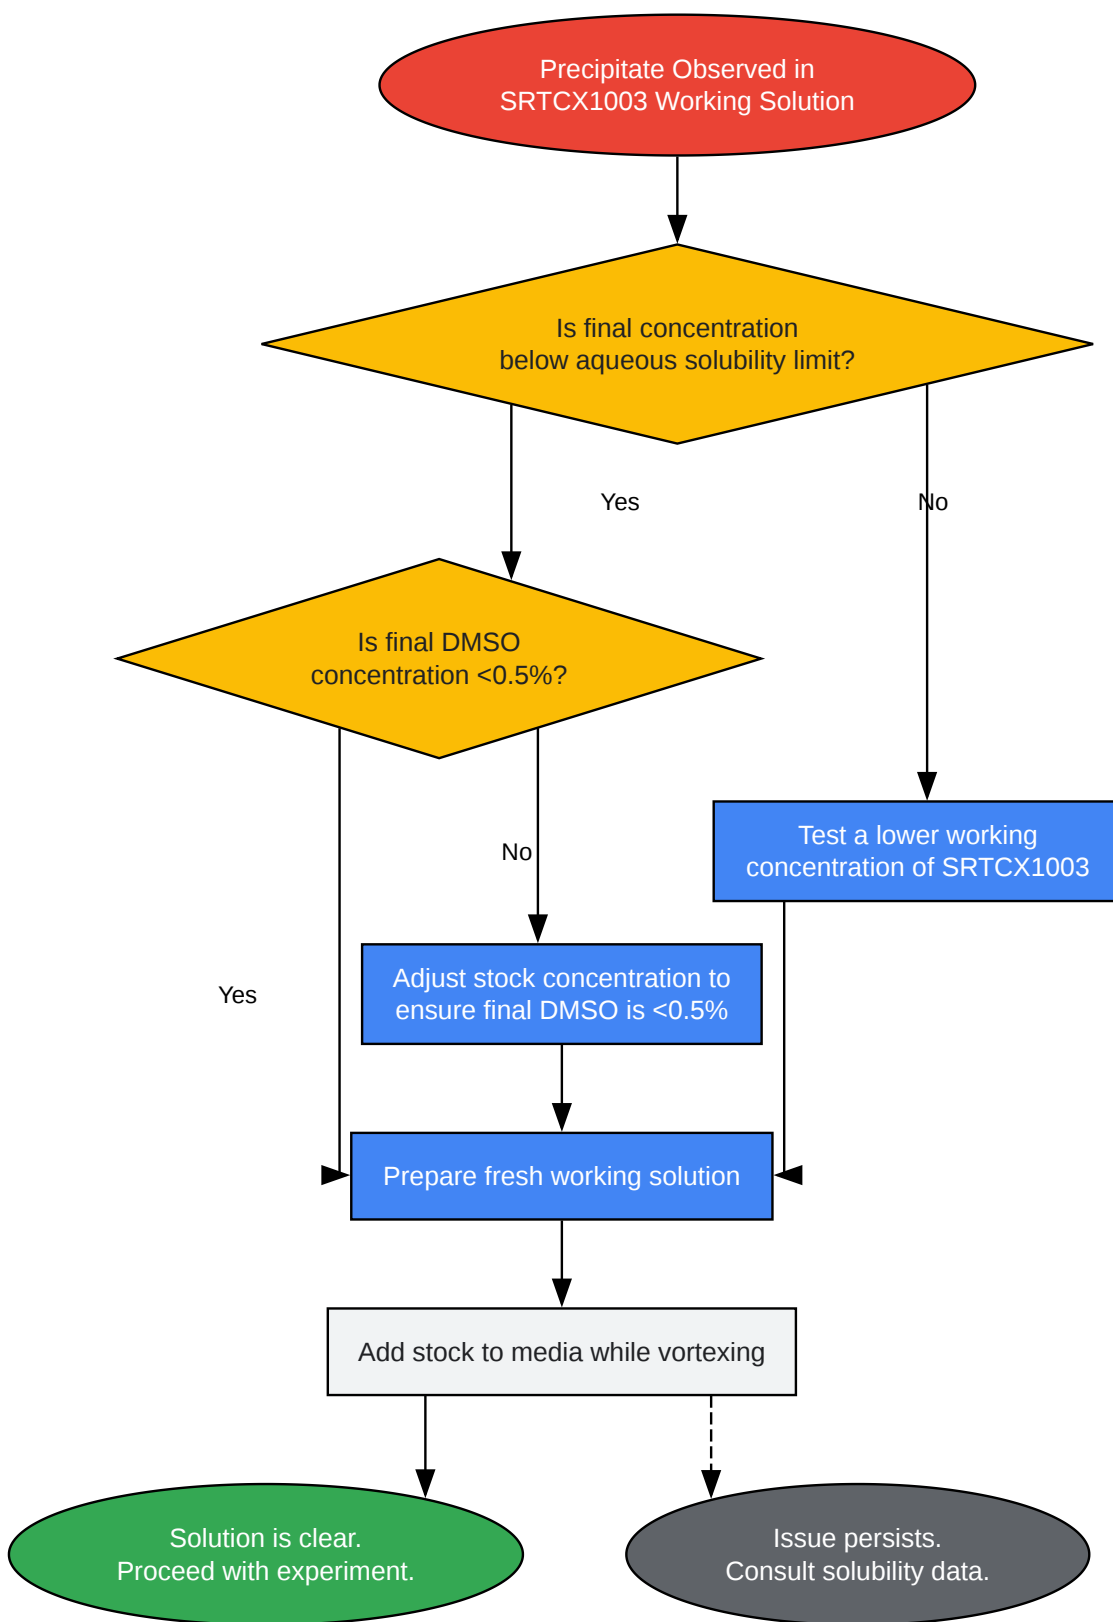 Precipitate Observed in
SRTCX1003 Working Solution
Is final concentration
below aqueous solubility limit?
Yes
No
Is final DMSO
concentration <0.5%?
Test a lower working
concentration of SRTCX1003
No
Adjust stock concentration to
ensure final DMSO is <0.5%
Yes
Prepare fresh working solution
Add stock to media while vortexing
Solution is clear.
Proceed with experiment.
Issue persists.
Consult solubility data.